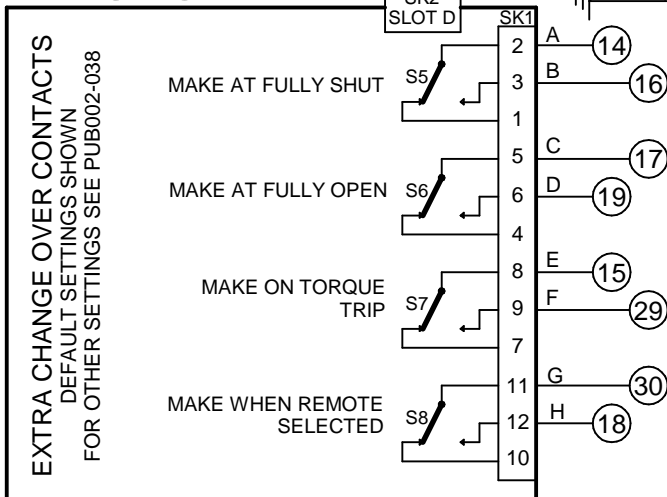 SK2
SLOT D
SK1
EXTRA CHANGE OVER CONTACTS
DEFAULT SETTINGS SHOWN
FOR OTHER SETTINGS SEE PUB002-038
MAKE AT FULLY SHUT
S5
2 A 14
3 B 16
1
MAKE AT FULLY OPEN
S6
5 C 17
6 D 19
4
MAKE ON TORQUE
TRIP
S7
8 E 15
9 F 29
7
MAKE WHEN REMOTE
SELECTED
S8
11 G 30
12 H 18
10